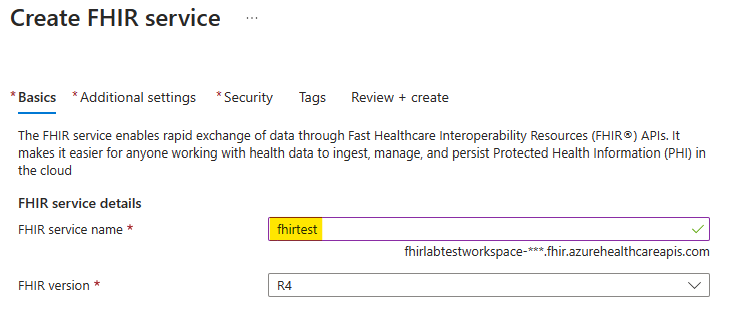 Create FHIR service ...
* Basics * Additional settings * Security Tags Review + create
The FHIR service enables rapid exchange of data through Fast Healthcare Interoperability Resources (FHIR®) APIs. It
makes it easier for anyone working with health data to ingest, manage, and persist Protected Health Information (PHI) in
the cloud
FHIR service details
FHIR service name * fhirtest
fhirlabtestworkspace-***.fhir.azurehealthcareapis.com
FHIR version * R4